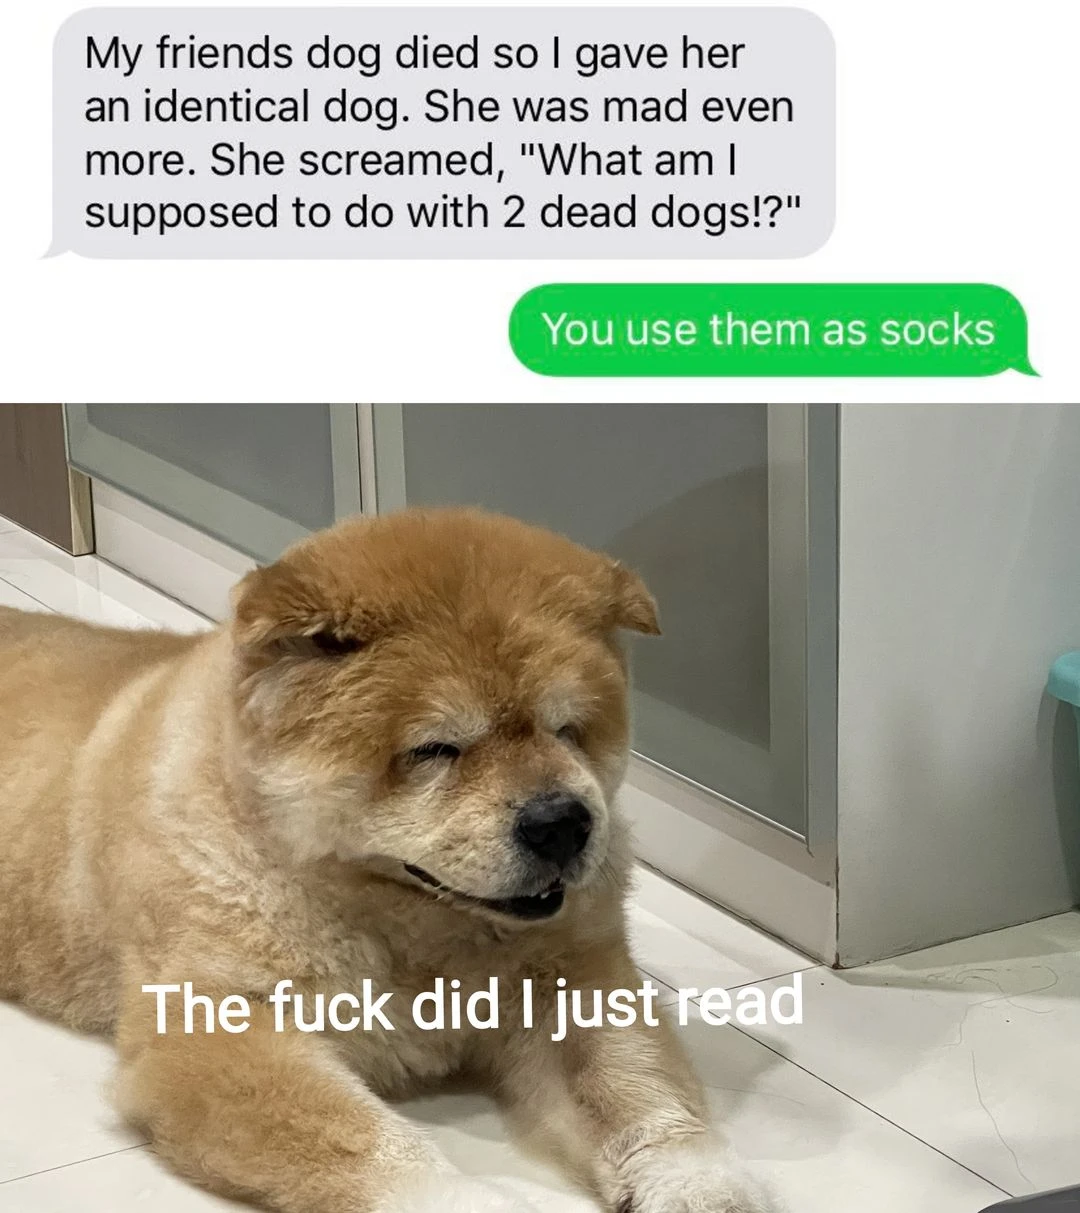 My friends dog died so I gave her
an identical dog. She was mad even
more. She screamed, "What am I
supposed to do with 2 dead dogs!?"
You use them as socks
The fuck did I just read